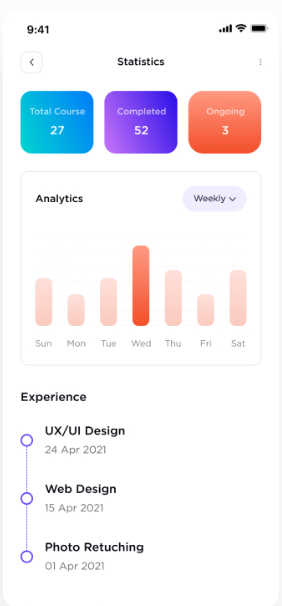 9:41
Statistics
Total Course
27
Completed
52
Ongoing
3
Analytics
Weekly
Sun Mon Tue Wed Thu Fri Sat
Experience
UX/UI Design
24 Apr 2021
Web Design
15 Apr 2021
Photo Retuching
01 Apr 2021